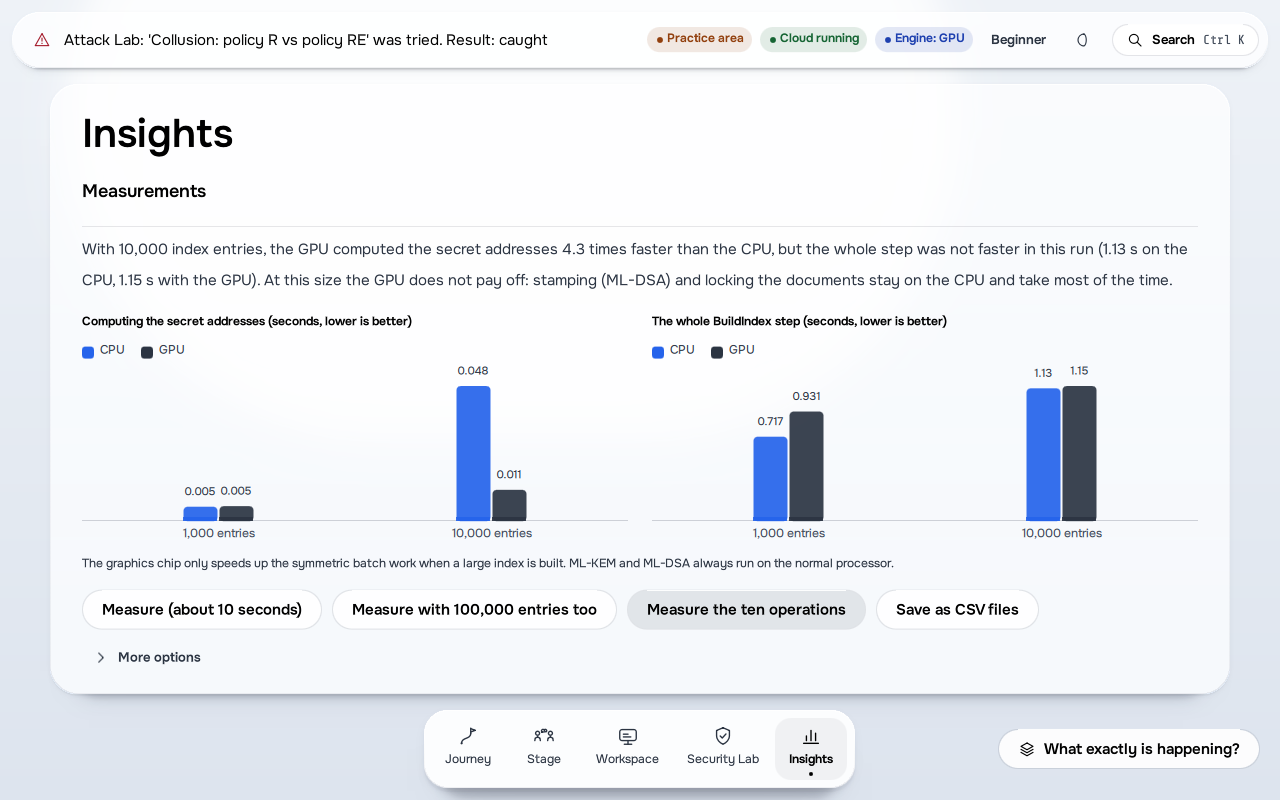 Attack Lab: 'Collusion: policy R vs policy RE' was tried. Result: caught
Practice area
Cloud running
Engine: GPU
Beginner
Search Ctrl K
Insights
Measurements
With 10,000 index entries, the GPU computed the secret addresses 4.3 times faster than the CPU, but the whole step was not faster in this run (1.13 s on the
CPU, 1.15 s with the GPU). At this size the GPU does not pay off: stamping (ML-DSA) and locking the documents stay on the CPU and take most of the time.
Computing the secret addresses (seconds, lower is better)
CPU GPU
0.048
0.011
0.005 0.005
1,000 entries 10,000 entries
The whole BuildIndex step (seconds, lower is better)
CPU GPU
1.13 1.15
0.931
0.717
1,000 entries 10,000 entries
The graphics chip only speeds up the symmetric batch work when a large index is built. ML-KEM and ML-DSA always run on the normal processor.
Measure (about 10 seconds)
Measure with 100,000 entries too
Measure the ten operations
Save as CSV files
More options
Journey
Stage
Workspace
Security Lab
Insights
What exactly is happening?